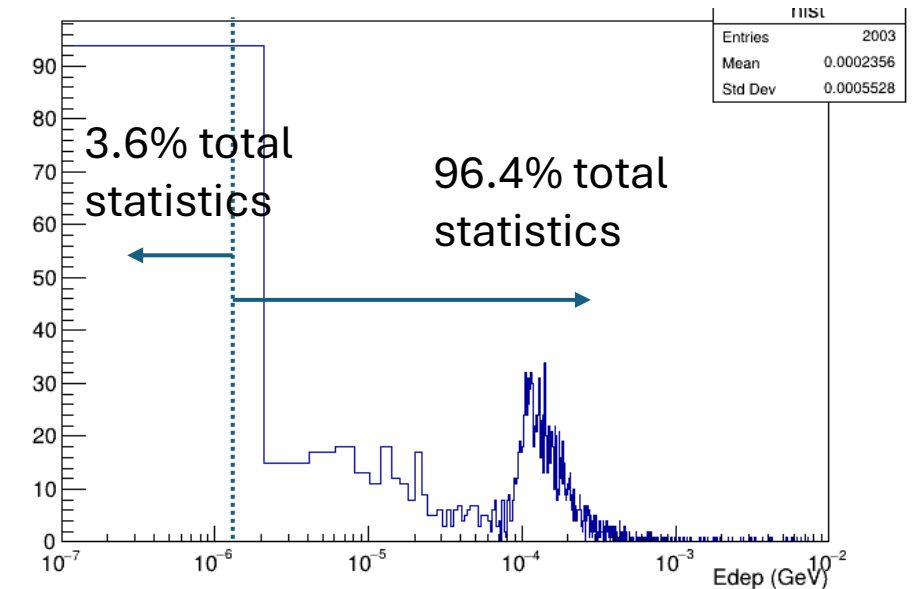 hist
Entries 2003
Mean 0.0002356
Std Dev 0.0005528
90
80
3.6% total
statistics
96.4% total
statistics
70
60
50
40
30
20
10
0
10⁻⁷ 10⁻⁶ 10⁻⁵ 10⁻⁴ 10⁻³ 10⁻²
Edep (GeV)